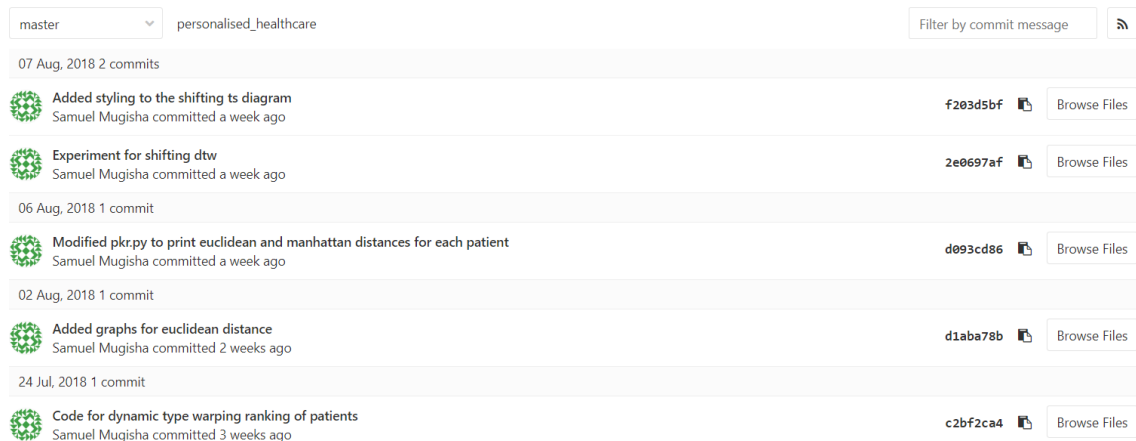 master personalised_healthcare Filter by commit message
07 Aug, 2018 2 commits
Added styling to the shifting ts diagram
Samuel Mugisha committed a week ago
f203d5bf Browse Files
Experiment for shifting dtw
Samuel Mugisha committed a week ago
2e0697af Browse Files
06 Aug, 2018 1 commit
Modified pkr.py to print euclidean and manhattan distances for each patient
Samuel Mugisha committed a week ago
d093cd86 Browse Files
02 Aug, 2018 1 commit
Added graphs for euclidean distance
Samuel Mugisha committed 2 weeks ago
d1aba78b Browse Files
24 Jul, 2018 1 commit
Code for dynamic type warping ranking of patients
Samuel Mugisha committed 3 weeks ago
c2bf2ca4 Browse Files